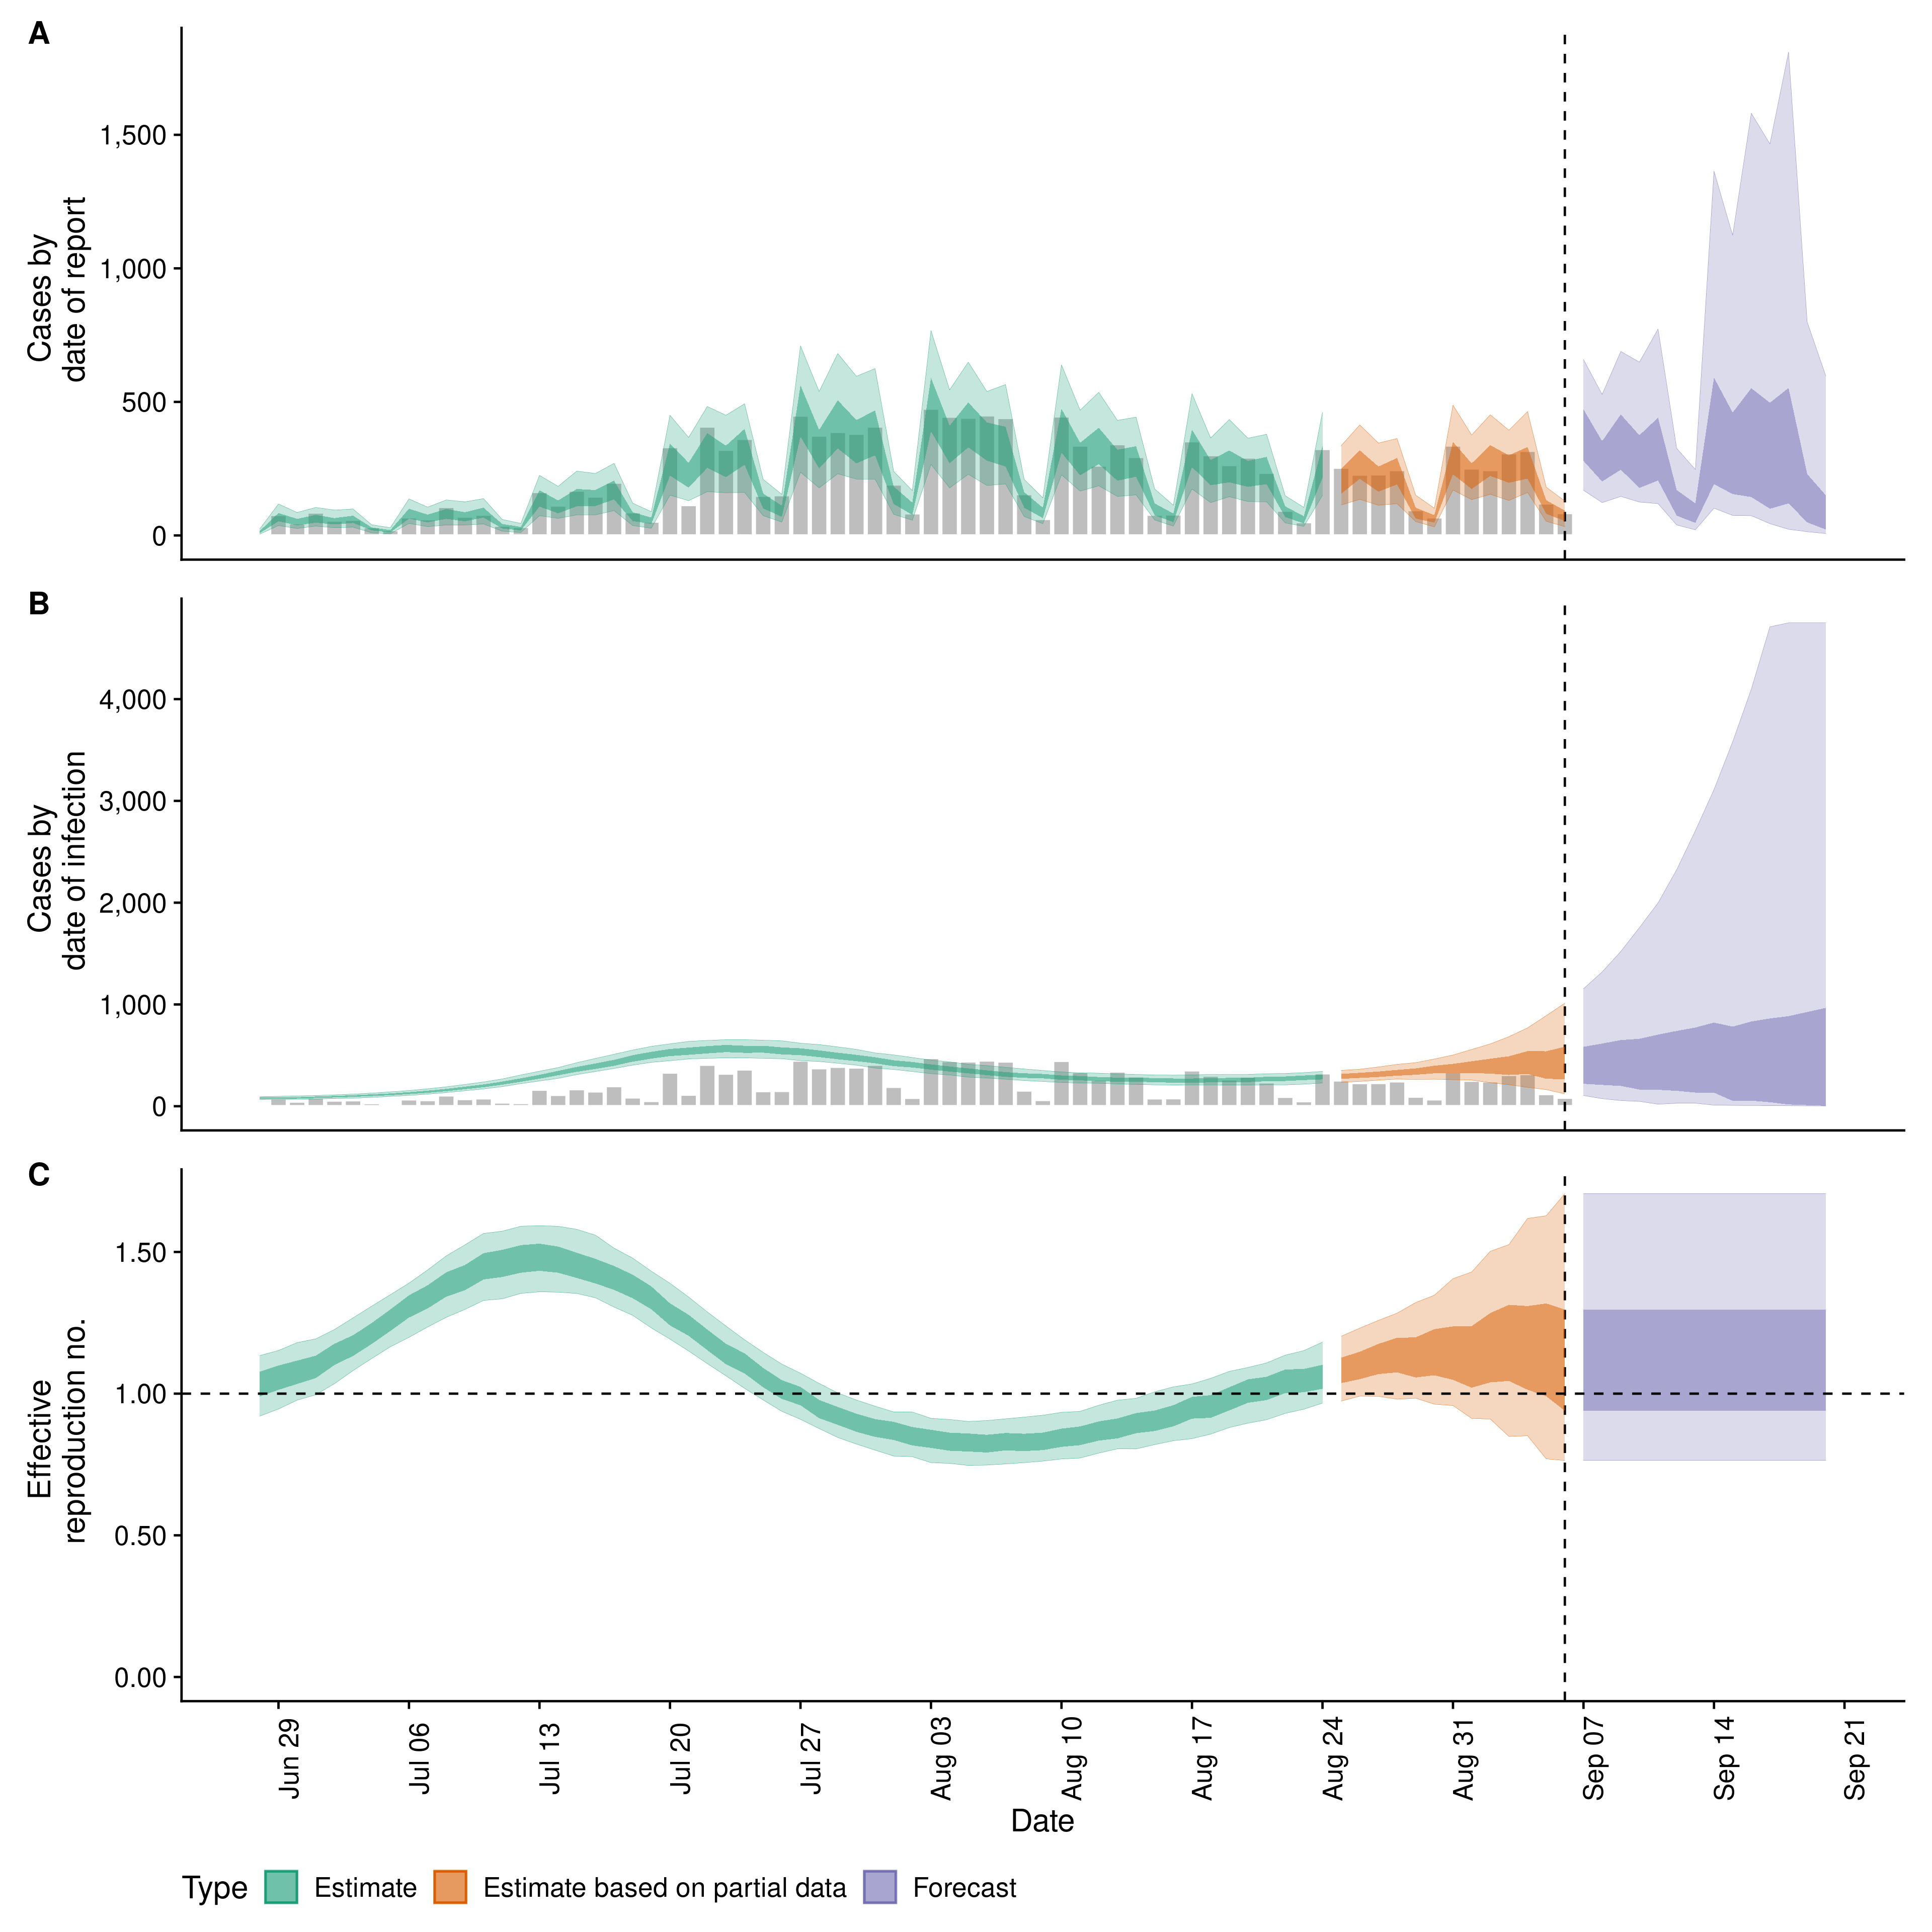 A
Cases by
date of report
1,500
1,000
500
0
B
Cases by
date of infection
4,000
3,000
2,000
1,000
0
C
Effective
reproduction no.
1.50
1.00
0.50
0.00
Jun 29
Jul 06
Jul 13
Jul 20
Jul 27
Aug 03
Aug 10
Aug 17
Aug 24
Aug 31
Sep 07
Sep 14
Sep 21
Date
Type Estimate Estimate based on partial data Forecast